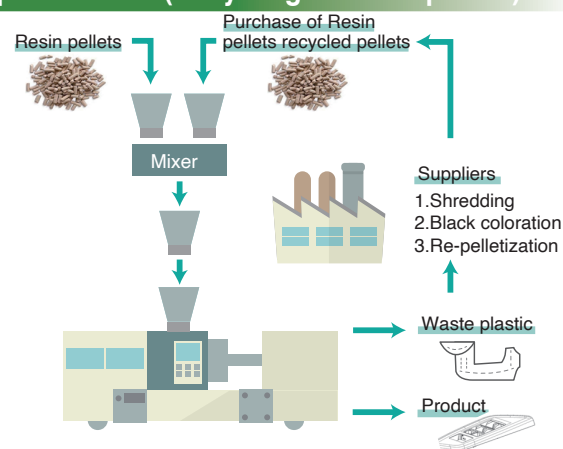 Resin pellets
Purchase of Resin
pellets recycled pellets
Mixer
Suppliers
1.Shredding
2.Black coloration
3.Re-pelletization
Waste plastic
Product